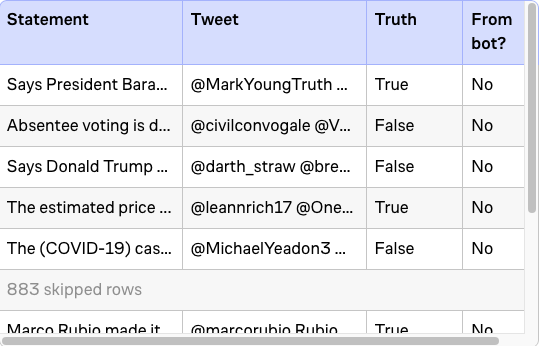 Statement Tweet Truth From bot?
Says President Bara... @MarkYoungTruth ... True No
Absentee voting is d... @civilconvogale @V... False No
Says Donald Trump ... @darth_straw @bre... False No
The estimated price ... @leannrich17 @One... True No
The (COVID-19) cas... @MichaelYeadon3 ... False No
883 skipped rows
Marco Rubio made it @marcorubio Rubio True No